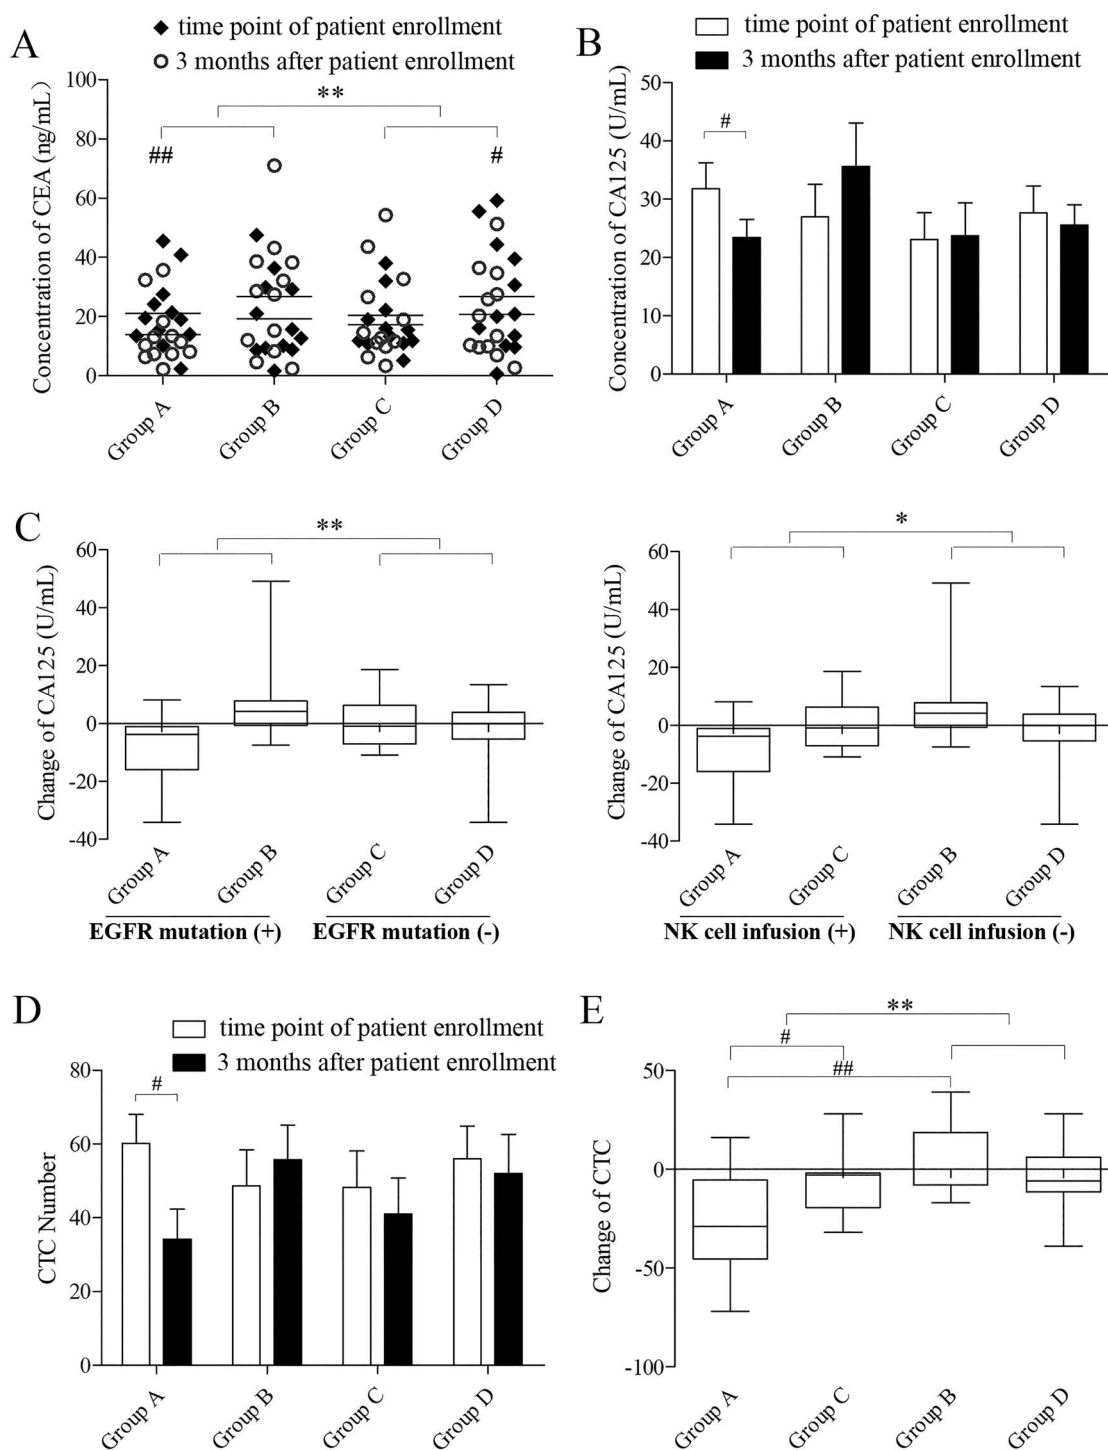 A
◆ time point of patient enrollment
○ 3 months after patient enrollment
Concentration of CEA (ng/mL)
100
80
60
40
20
0
**
##
#
Group A
Group B
Group C
Group D
B
time point of patient enrollment
3 months after patient enrollment
Concentration of CA125 (U/mL)
50
40
30
20
10
0
#
Group A
Group B
Group C
Group D
C
Change of CA125 (U/mL)
60
40
20
0
-20
-40
**
Group A
Group B
Group C
Group D
EGFR mutation (+)
EGFR mutation (-)
Change of CA125 (U/mL)
60
40
20
0
-20
-40
*
Group A
Group C
Group B
Group D
NK cell infusion (+)
NK cell infusion (-)
D
time point of patient enrollment
3 months after patient enrollment
CTC Number
80
60
40
20
0
#
Group A
Group B
Group C
Group D
E
Change of CTC
50
0
-50
-100
**
#
##
Group A
Group C
Group B
Group D